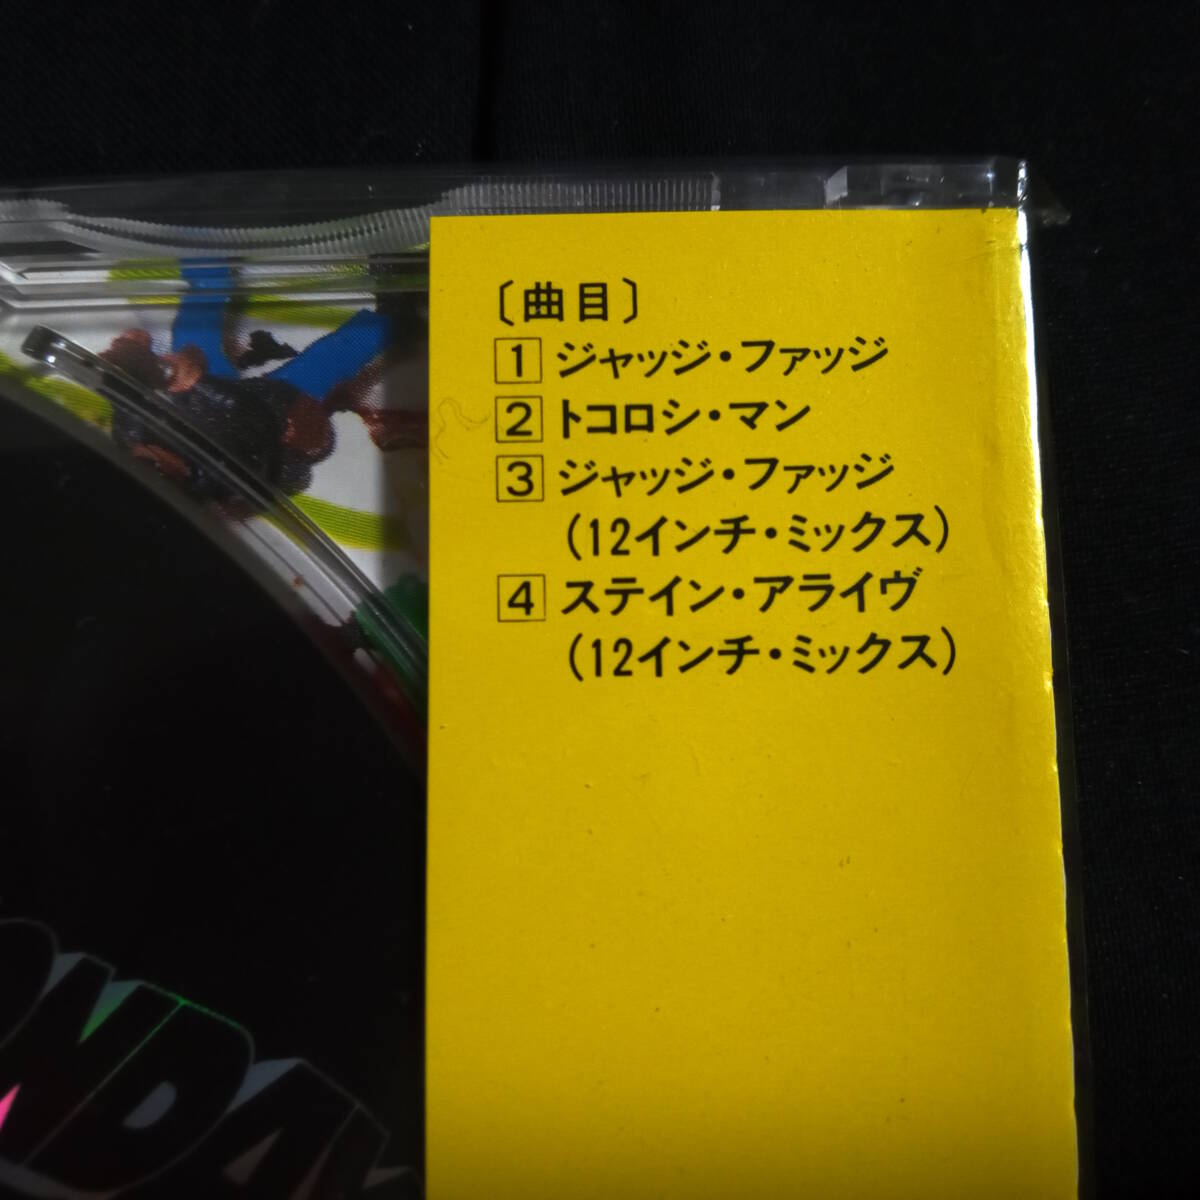 〔曲目〕
1 ジャッジ・ファッジ
2 トコロシ・マン
3 ジャッジ・ファッジ
(12インチ・ミックス)
4 ステイン・アライヴ
(12インチ・ミックス)
ONDAY